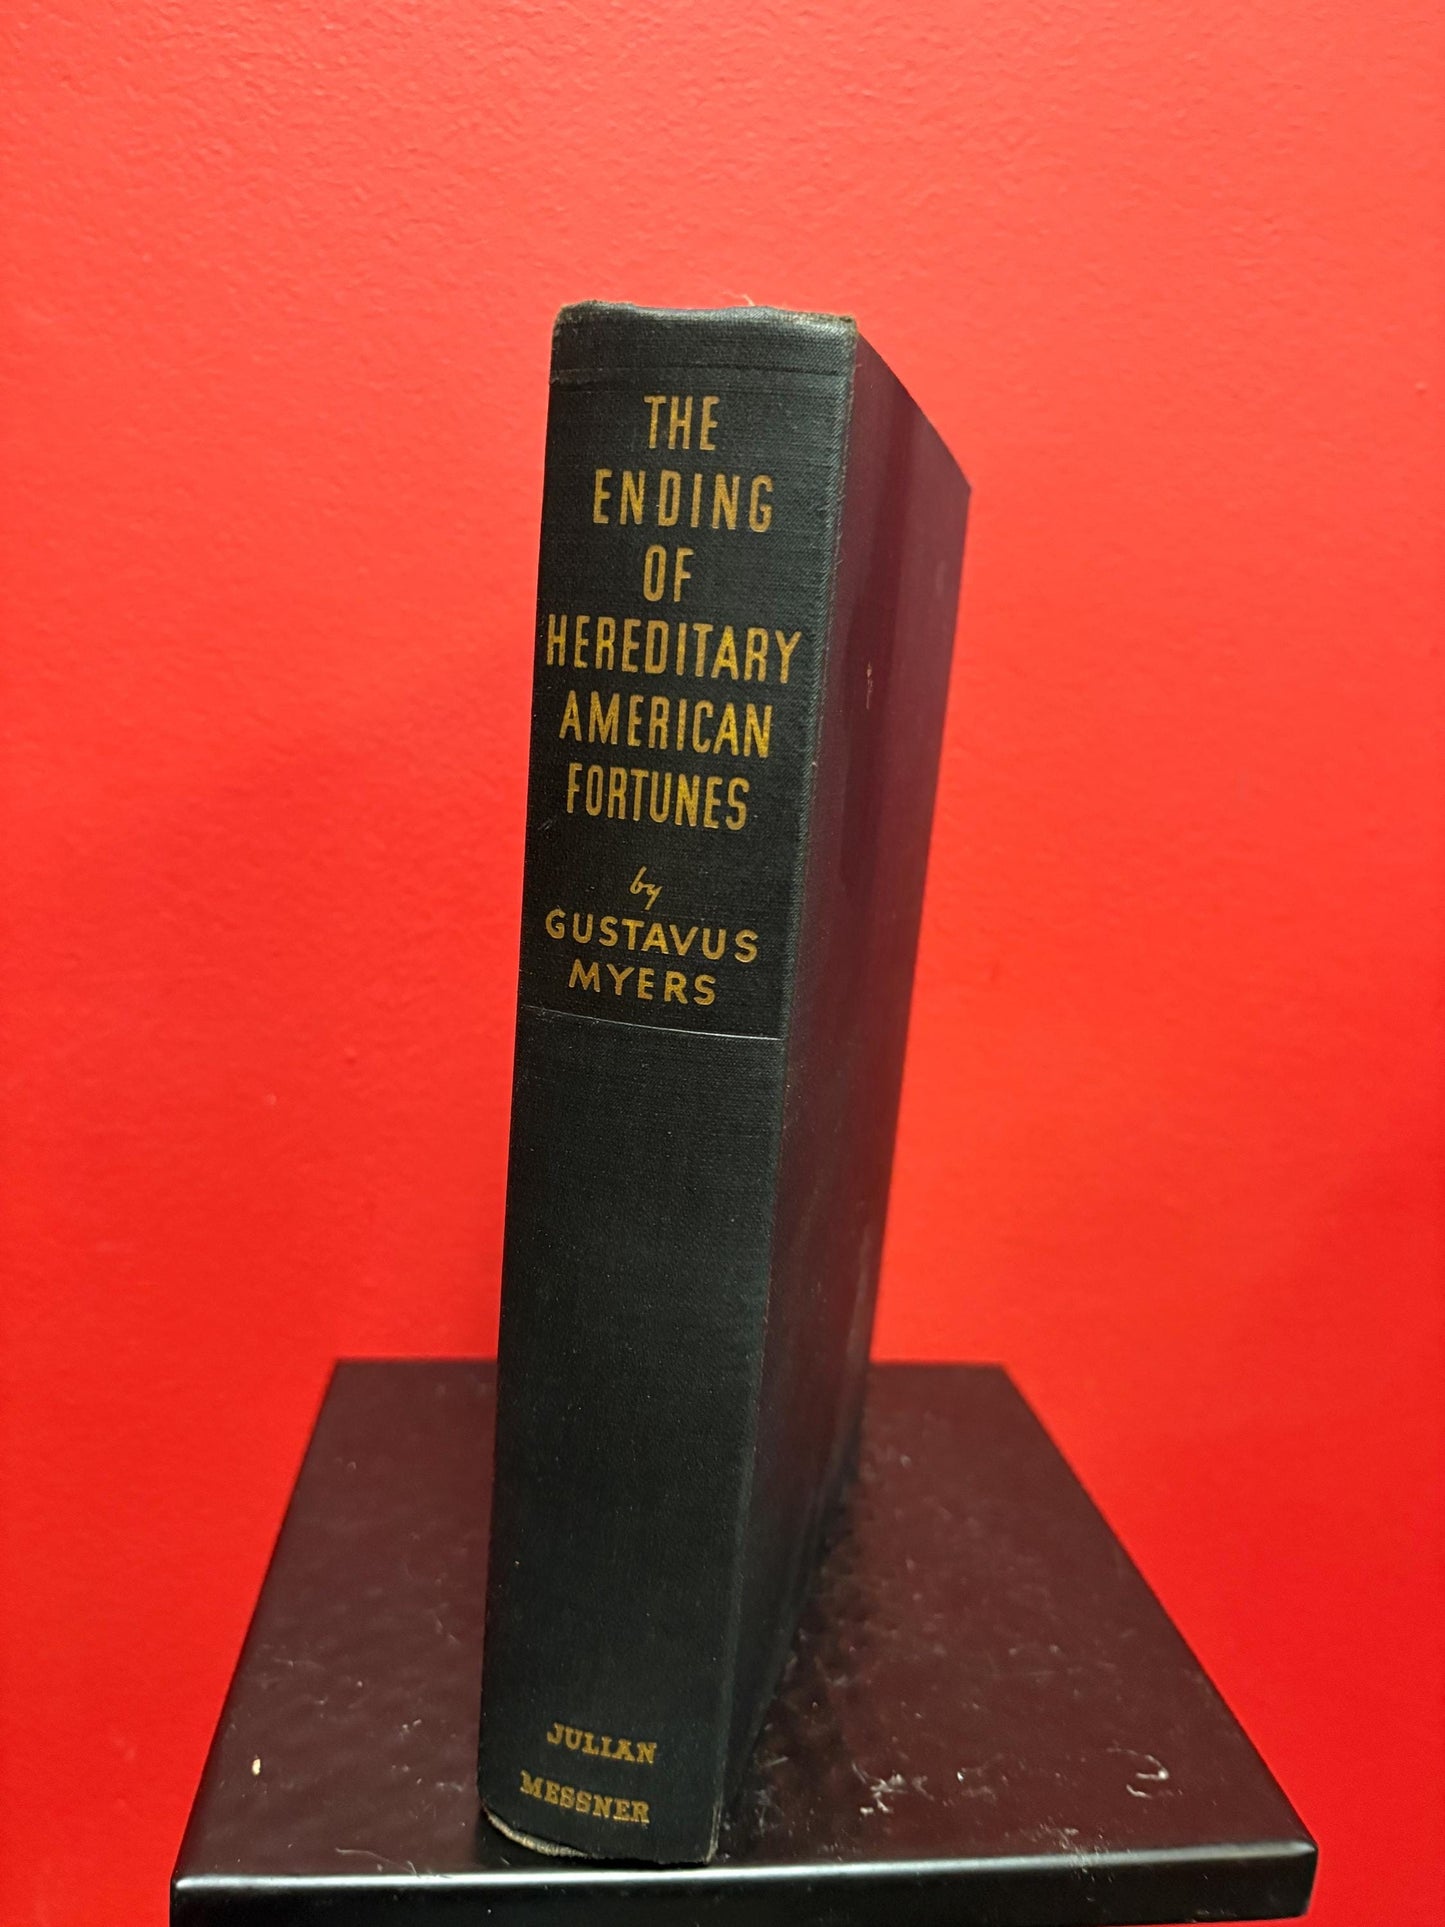 THE
ENDING
OF
HEREDITARY
AMERICAN
FORTUNES
by
GUSTAVUS
MYERS
JULIAN
MESSNER